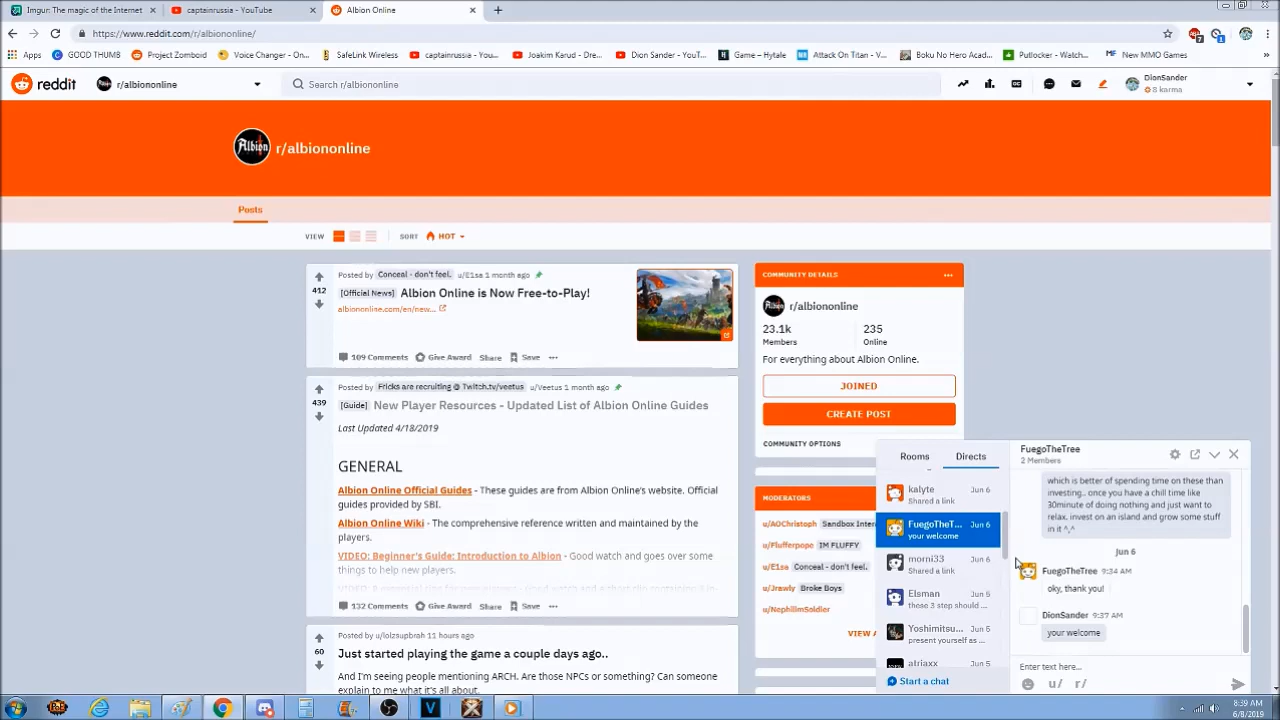 Imgur: The magic of the Internet
captainrussia - YouTube
Albion Online
https://www.reddit.com/r/albiononline/
Apps GOOD THUMB Project Zomboid Voice Changer - On... SafeLink Wireless captainrussia - You... Joakim Karud - Drea... Dion Sander - YouTu... Game - Hytale Attack On Titan -... Boku No Hero Acad... Putlocker - Watch... New MMO Games »
reddit r/albiononline Search r/albiononline DionSander
8 karma
Albion r/albiononline
Posts
VIEW SORT HOT
Posted by Conceal - don't feel. u/E1sa 1 month ago
412
[Official News] Albion Online is Now Free-to-Play!
albiononline.com/en/new...
109 Comments Give Award Share Save ...
Posted by Fricks are recruiting @ Twitch.tv/veetus u/Veetus 1 month ago
439
[Guide] New Player Resources - Updated List of Albion Online Guides
Last Updated 4/18/2019
GENERAL
Albion Online Official Guides - These guides are from Albion Online's website. Official
guides provided by SBI.
Albion Online Wiki - The comprehensive reference written and maintained by the
players.
VIDEO: Beginner's Guide: Introduction to Albion - Good watch and goes over some
things to help new players.
132 Comments Give Award Share Save ...
Posted by u/lolzsupbrah 11 hours ago
60
Just started playing the game a couple days ago..
And I'm seeing people mentioning ARCH. Are those NPCs or something? Can someone
explain to me what it's all about.
COMMUNITY DETAILS ...
r/albiononline
23.1k 235
Members Online
For everything about Albion Online.
JOINED
CREATE POST
COMMUNITY OPTIONS
MODERATORS
u/AOChristoph Sandbox Inter
u/Flufferpope IM FLUFFY
u/E1sa Conceal - don't feel.
u/Jrawly Broke Boys
u/NephilimSoldier
VIEW A
Rooms Directs
kalyte Jun 6
Shared a link
FuegoTheT... Jun 6
your welcome
morni33 Jun 6
Shared a link
Elsman Jun 5
those 3 step should ...
Yoshimitsu... Jun 5
present yourself as ...
atriaxx Jun 5
Start a chat
FuegoTheTree
2 Members
which is better of spending time on these than
investing.. once you have a chill time like
30minute of doing nothing and just want to
relax. invest on an island and grow some stuff
in it ^,^
Jun 6
FuegoTheTree 9:34 AM
oky, thank you!
DionSander 9:37 AM
your welcome
Enter text here...
u/ r/
8:39 AM
6/8/2019